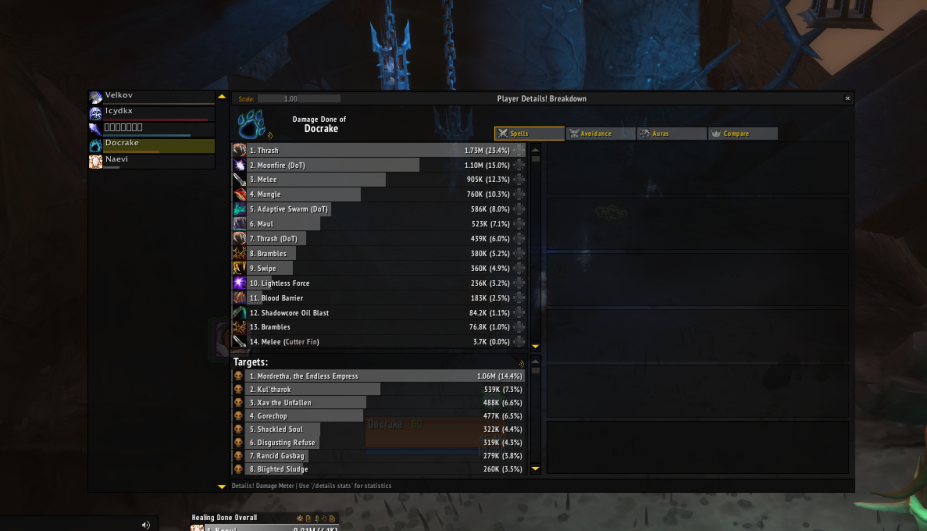 Velkov
Icydkx
Docrake
Naevi
Scale: 1.00
Player Details! Breakdown
Damage Done of
Docrake
Spells
Avoidance
Auras
Compare
1. Thrash 1.73M (23.4%)
2. Moonfire (DoT) 1.10M (15.0%)
3. Melee 905K (12.3%)
4. Mangle 760K (10.3%)
5. Adaptive Swarm (DoT) 586K (8.0%)
6. Maul 523K (7.1%)
7. Thrash (DoT) 439K (6.0%)
8. Brambles 380K (5.2%)
9. Swipe 360K (4.9%)
10. Lightless Force 236K (3.2%)
11. Blood Barrier 183K (2.5%)
12. Shadowcore Oil Blast 84.2K (1.1%)
13. Brambles 76.8K (1.0%)
14. Melee (Cutter Fin) 3.7K (0.0%)
Targets:
1. Mordretha, the Endless Empress 1.06M (14.4%)
2. Kul'tharok 539K (7.3%)
3. Xav the Unfallen 488K (6.6%)
4. Gorechop 477K (6.5%)
5. Shackled Soul 322K (4.4%)
6. Disgusting Refuse 319K (4.3%)
7. Rancid Gasbag 279K (3.8%)
8. Blighted Sludge 260K (3.5%)
Docrake
Details! Damage Meter | Use '/details stats' for statistics
Healing Done Overall
1. Naevi